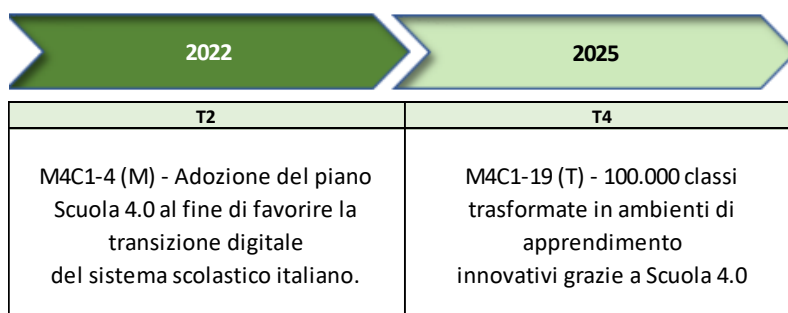 2022
2025
T2
T4
M4C1-4 (M) - Adozione del piano
Scuola 4.0 al fine di favorire la
transizione digitale
del sistema scolastico italiano.
M4C1-19 (T) - 100.000 classi
trasformate in ambienti di
apprendimento
innovativi grazie a Scuola 4.0